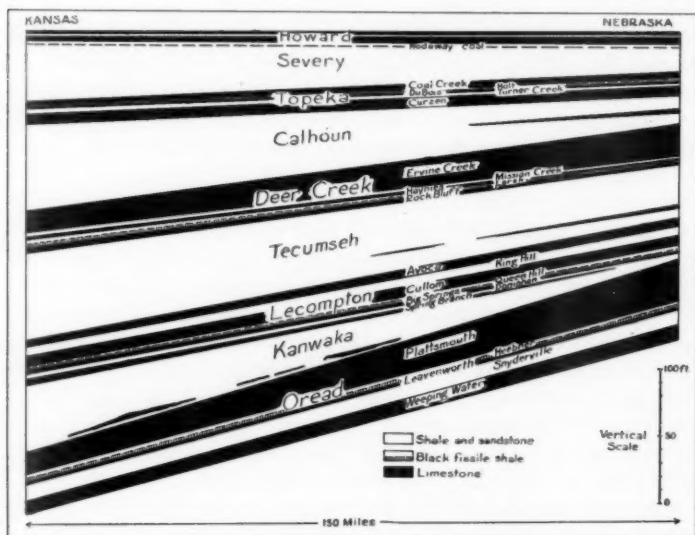 KANSAS NEBRASKA
Howard
Nodaway coal
Severy
Coal Creek Holt
Topeka DuBois Turner Creek
Curzen
Calhoun
Ervine Creek
Deer Creek Mission Creek
Haynies Larsh
Rock Bluff
Tecumseh
Avoca King Hill
Cullom Queen Hill
Lecompton Big Springs
Spring Branch
Kanwaka
Plattsmouth
Heebner
Oread Leavenworth Snyderville
Weeping Water
100 ft.
Shale and sandstone Vertical 50
Black fissile shale Scale
Limestone
0
150 Miles